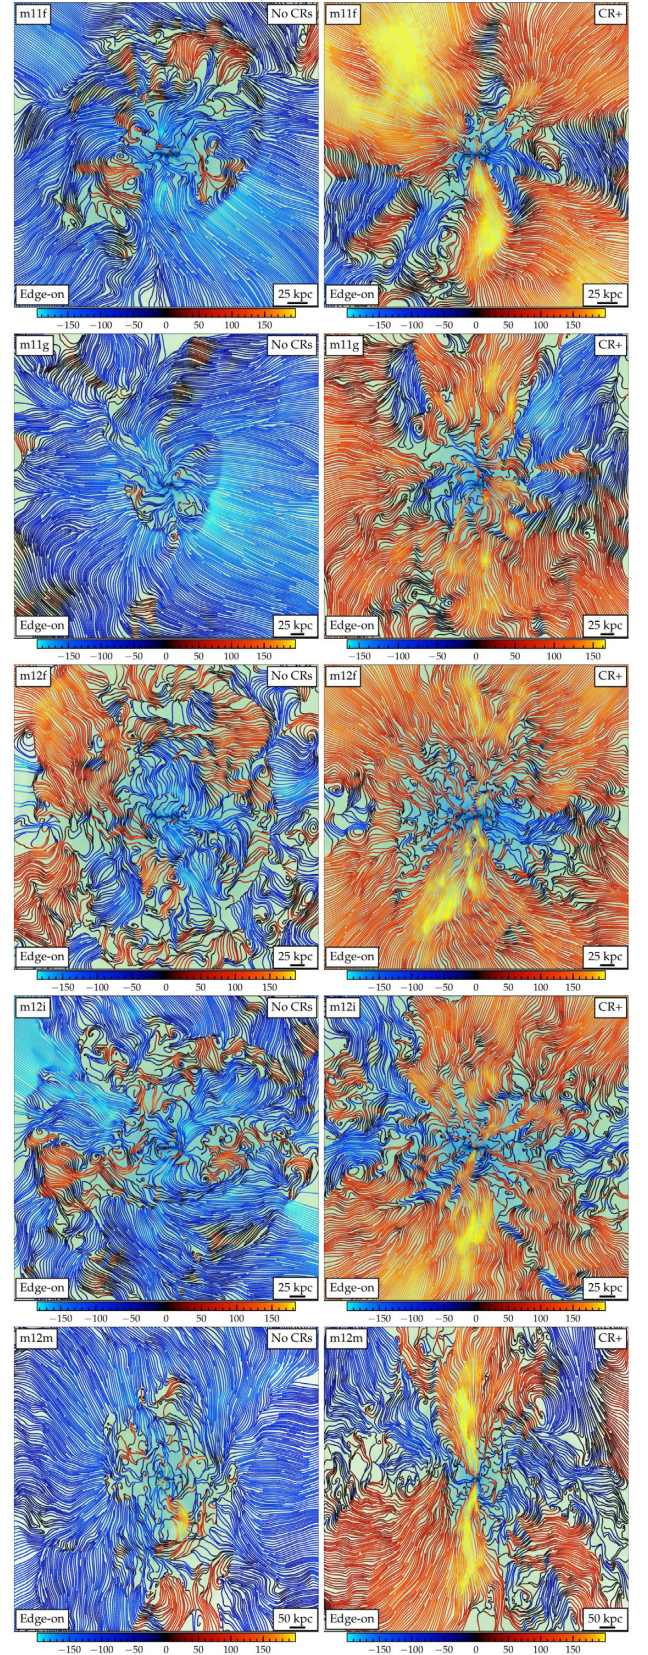 m11f No CRs m11f CR+
Edge-on 25 kpc Edge-on 25 kpc
−150 −100 −50 0 50 100 150 −150 −100 −50 0 50 100 150
m11g No CRs m11g CR+
Edge-on 25 kpc Edge-on 25 kpc
−150 −100 −50 0 50 100 150 −150 −100 −50 0 50 100 150
m12f No CRs m12f CR+
Edge-on 25 kpc Edge-on 25 kpc
−150 −100 −50 0 50 100 150 −150 −100 −50 0 50 100 150
m12i No CRs m12i CR+
Edge-on 25 kpc Edge-on 25 kpc
−150 −100 −50 0 50 100 150 −150 −100 −50 0 50 100 150
m12m No CRs m12m CR+
Edge-on 50 kpc Edge-on 50 kpc
−150 −100 −50 0 50 100 150 −150 −100 −50 0 50 100 150